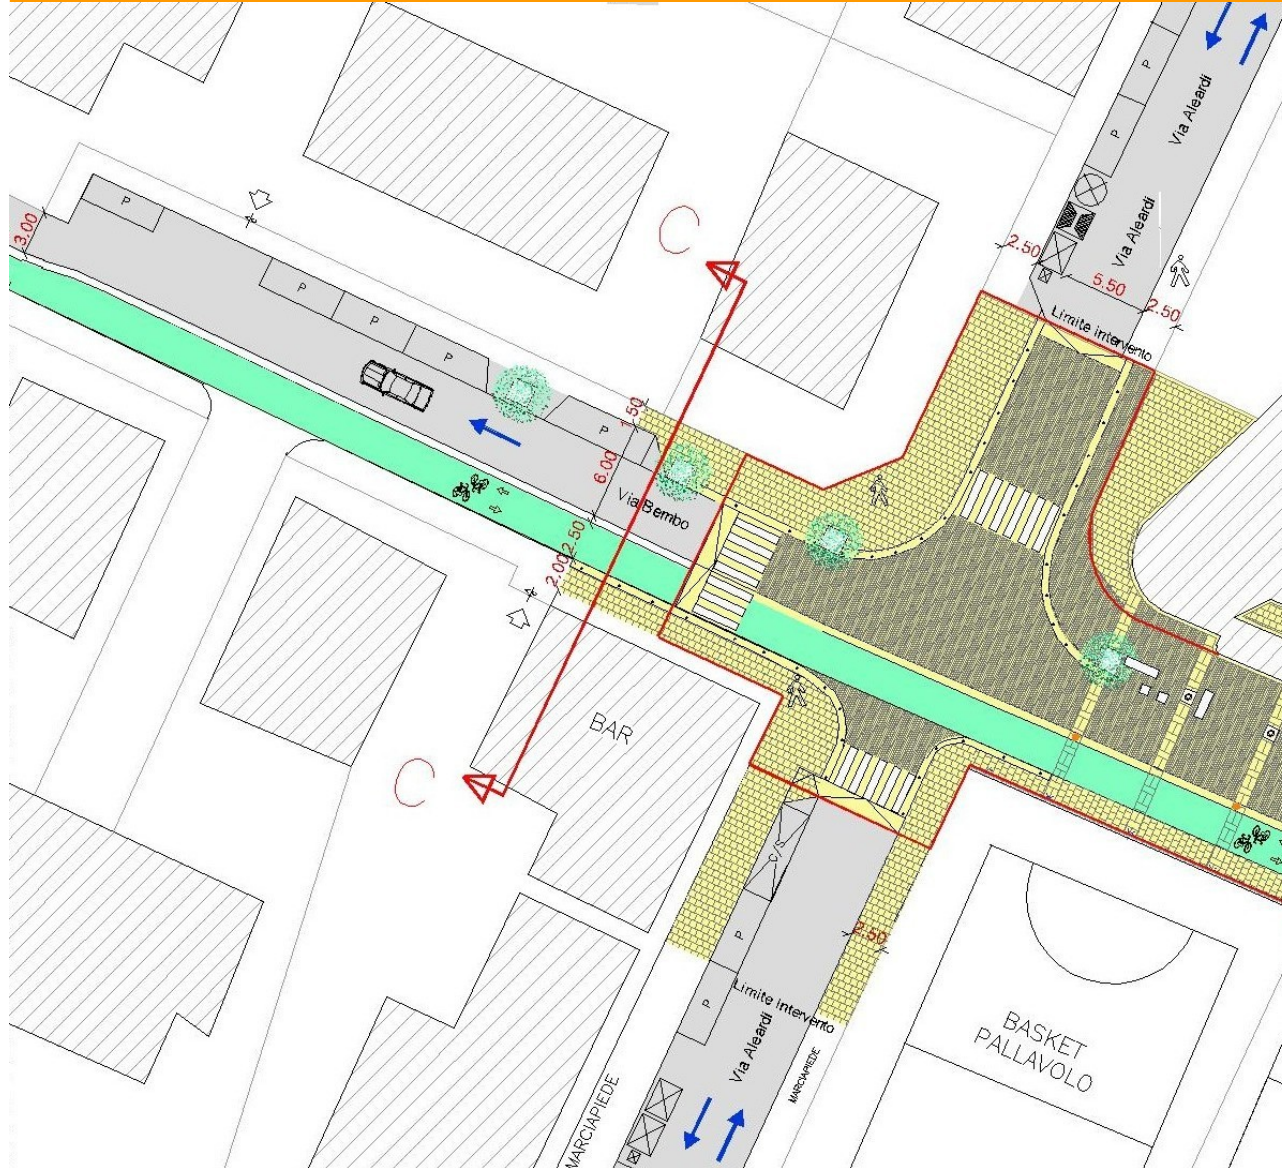 P
Via Aleardi
P
C
P
3.00
Via Aleardi
2.50
5.50
2.50
P
P
Limite intervento
P
1.50
P
6.00
Via Bembo
2.50
2.00
BAR
C
C/S
P
2.50
P
Limite Intervento
Via Aleardi
BASKET
PALLAVOLO
MARCIAPIEDE
MARCIAPIEDE